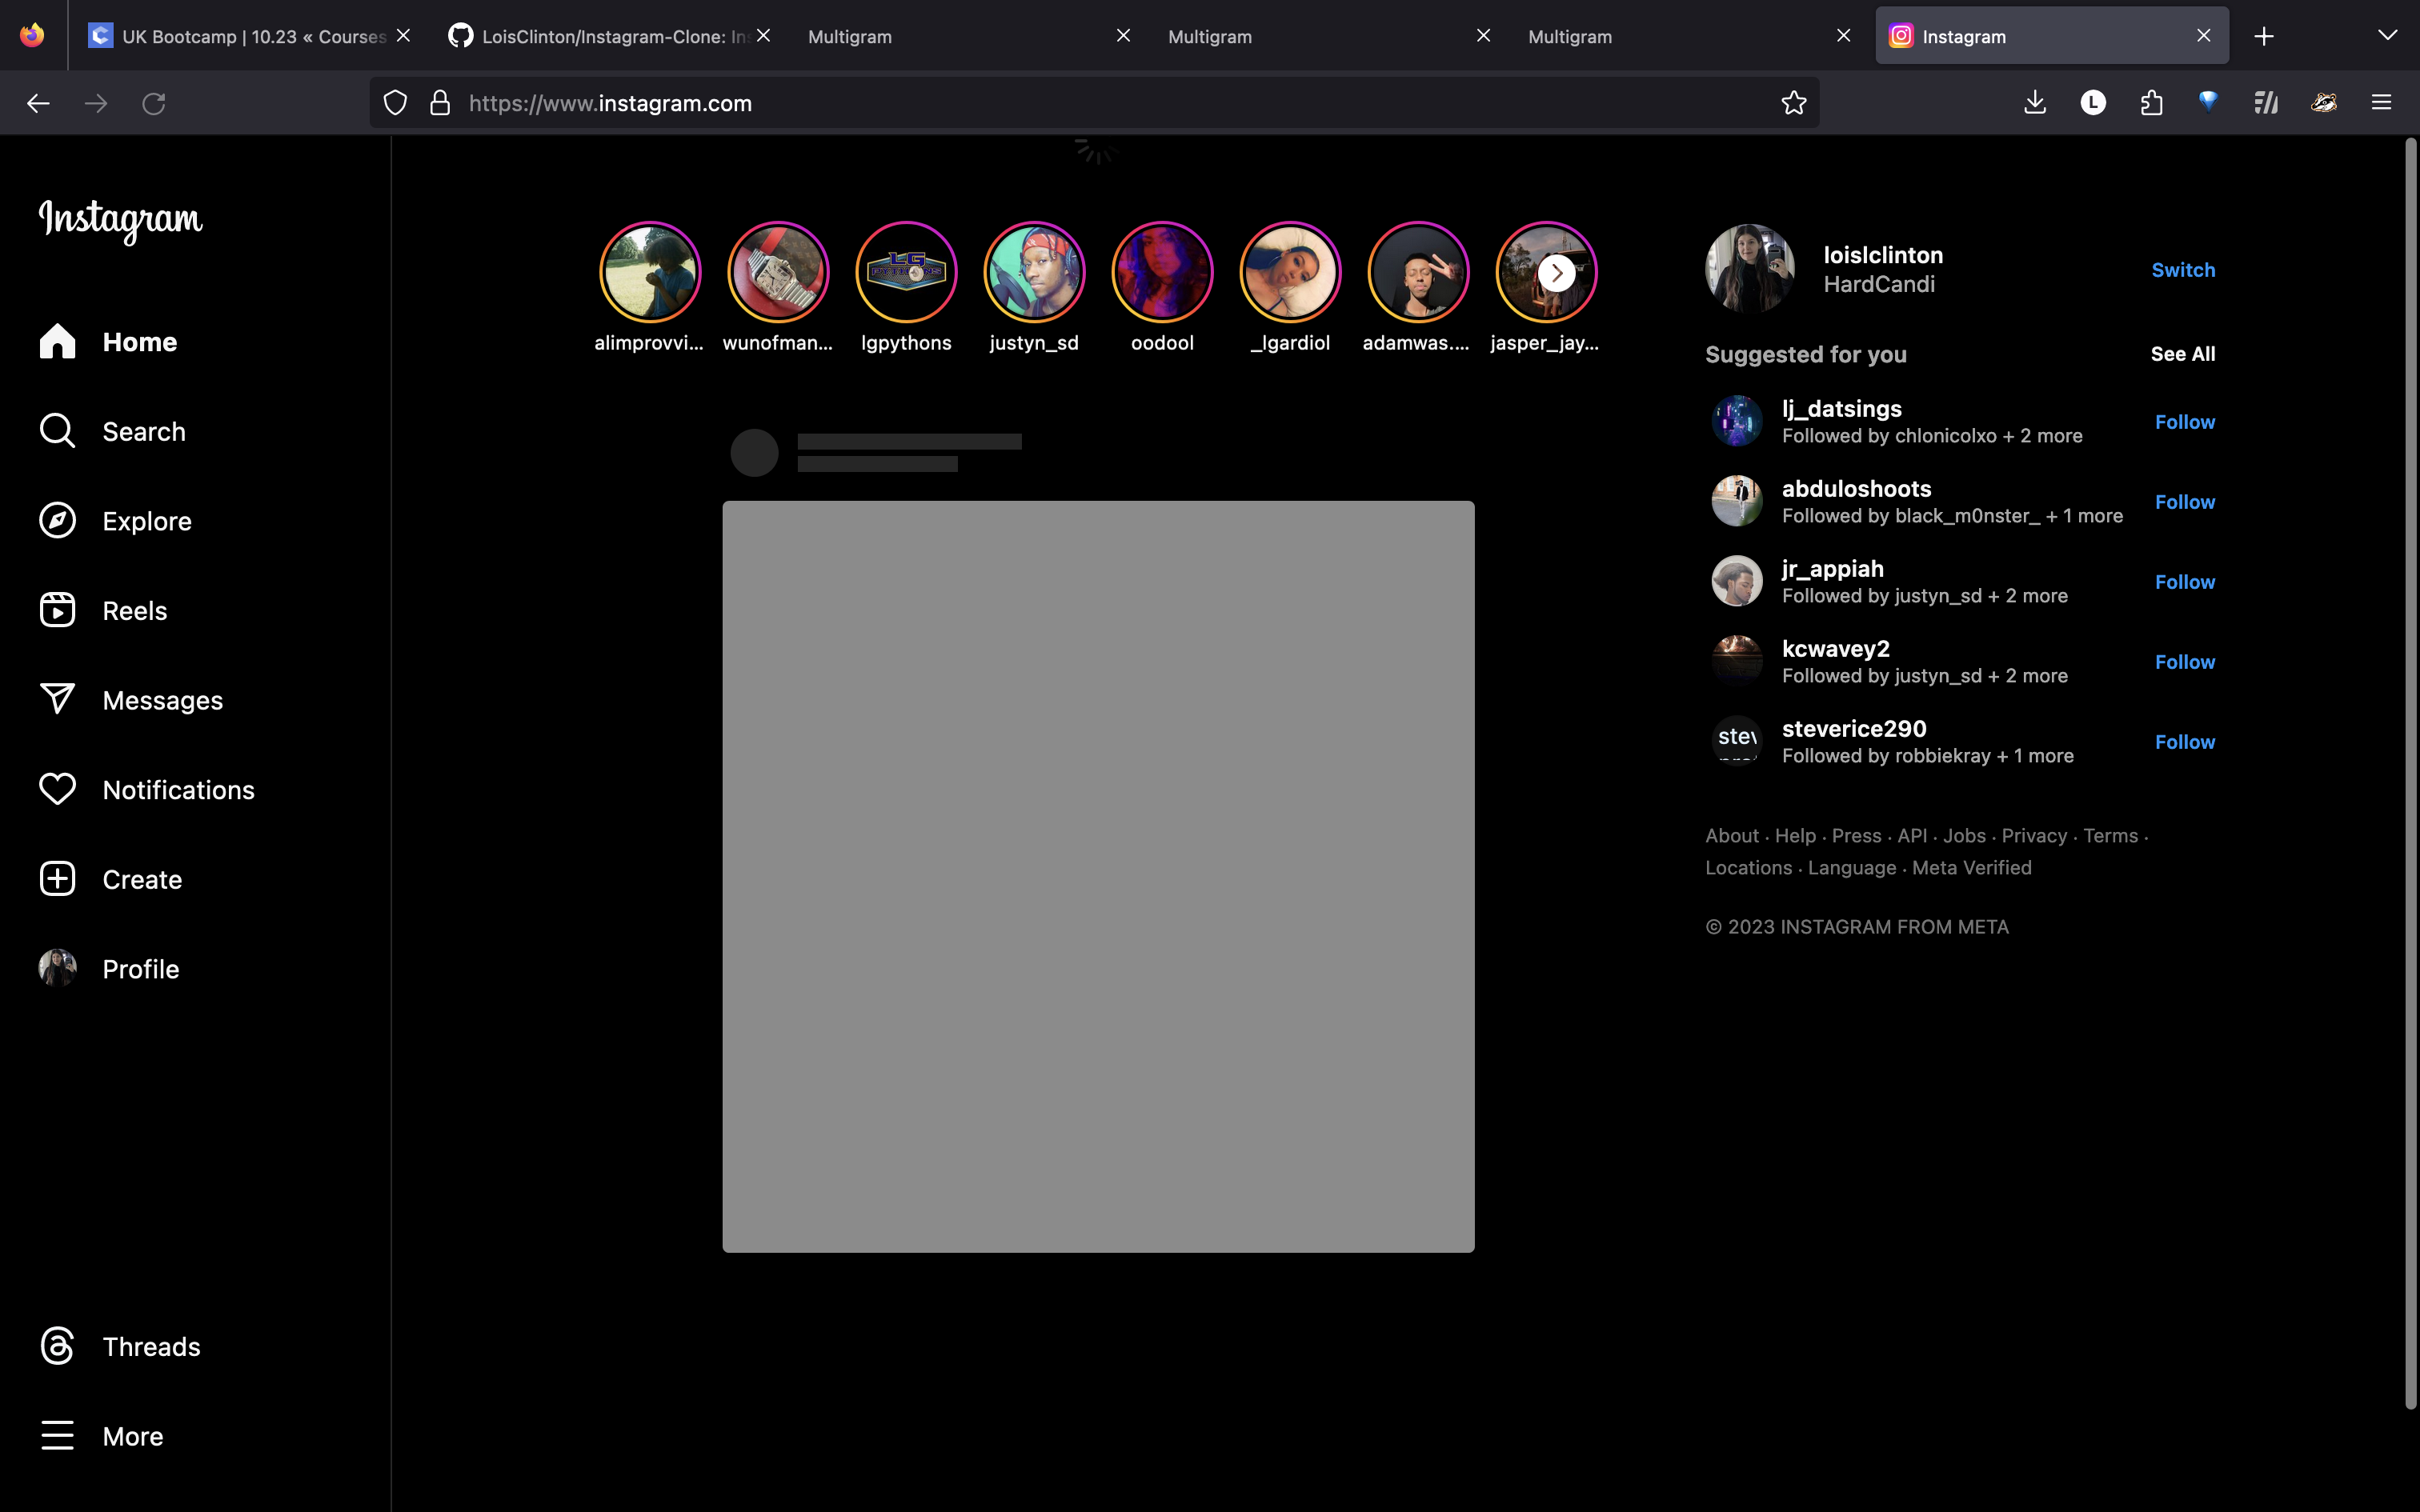 UK Bootcamp | 10.23 « Courses
LoisClinton/Instagram-Clone: Ins
Multigram
Multigram
Multigram
Instagram
L
https://www.instagram.com
Instagram
Home
Search
Explore
Reels
Messages
Notifications
Create
Profile
Threads
More
LG
alimprovvi...
wunofman...
lgpythons
justyn_sd
oodool
_lgardiol
adamwas....
jasper_jay...
loislclinton
HardCandi
Switch
Suggested for you
See All
lj_datsings
Followed by chlonicolxo + 2 more
Follow
abduloshoots
Followed by black_m0nster_ + 1 more
Follow
jr_appiah
Followed by justyn_sd + 2 more
Follow
kcwavey2
Followed by justyn_sd + 2 more
Follow
stev
steverice290
Followed by robbiekray + 1 more
Follow
About · Help · Press · API · Jobs · Privacy · Terms ·
Locations · Language · Meta Verified
© 2023 INSTAGRAM FROM META